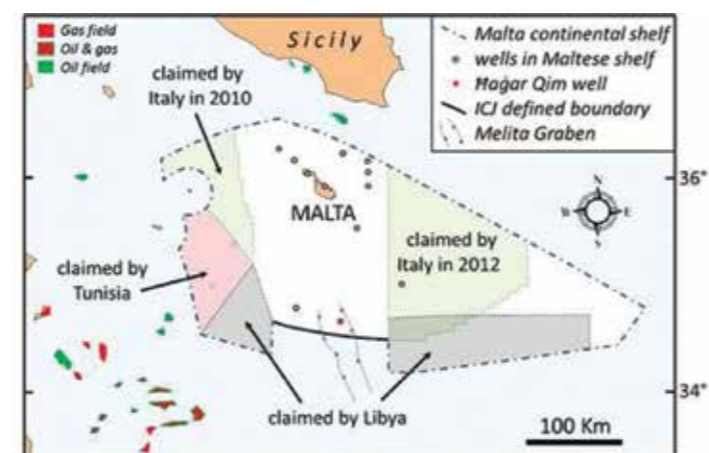 Gas field
Oil & gas
Oil field
Sicily
Malta continental shelf
wells in Maltese shelf
Ħaġar Qim well
ICJ defined boundary
Melita Graben
claimed by
Italy in 2010
36°
N
W
E
S
MALTA
claimed by
Italy in 2012
claimed by
Tunisia
34°
claimed by Libya
100 Km